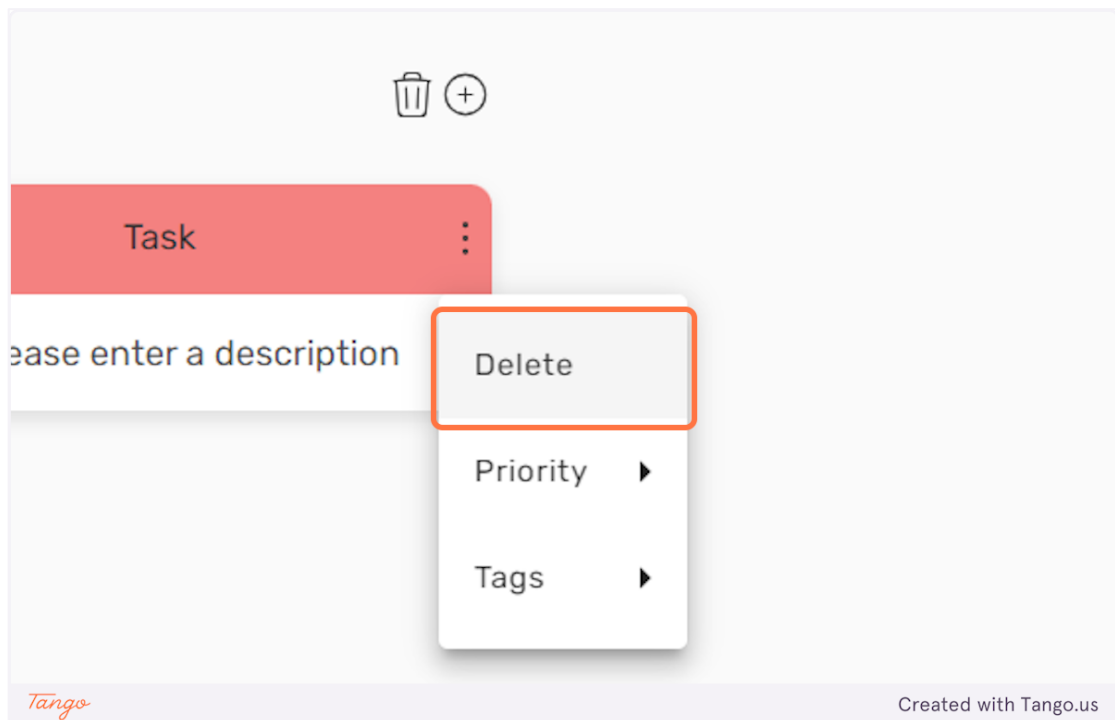 Task
ease enter a description
Delete
Priority
Tags
Tango
Created with Tango.us